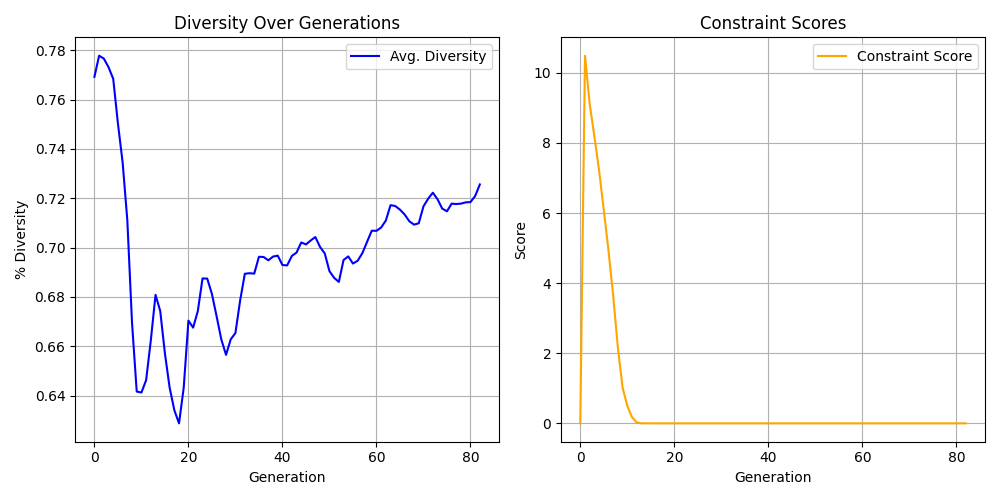 Diversity Over Generations
Avg. Diversity
% Diversity
0.78
0.76
0.74
0.72
0.70
0.68
0.66
0.64
0 20 40 60 80
Generation
Constraint Scores
Constraint Score
Score
10
8
6
4
2
0
0 20 40 60 80
Generation